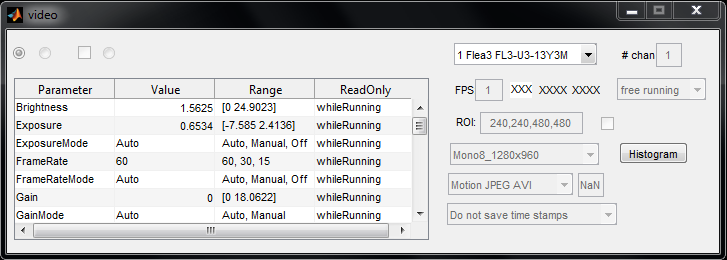 video
1 Flea3 FL3-U3-13Y3M # chan 1
Parameter Value Range ReadOnly
Brightness 1.5625 [0 24.9023] whileRunning
Exposure 0.6534 [-7.585 2.4136] whileRunning
ExposureMode Auto Auto, Manual, Off whileRunning
FrameRate 60 60, 30, 15 whileRunning
FrameRateMode Auto Auto, Manual, Off whileRunning
Gain 0 [0 18.0622] whileRunning
GainMode Auto Auto, Manual whileRunning
FPS 1 XXX XXXX XXXX free running
ROI: 240,240,480,480
Mono8_1280x960 Histogram
Motion JPEG AVI NaN
Do not save time stamps